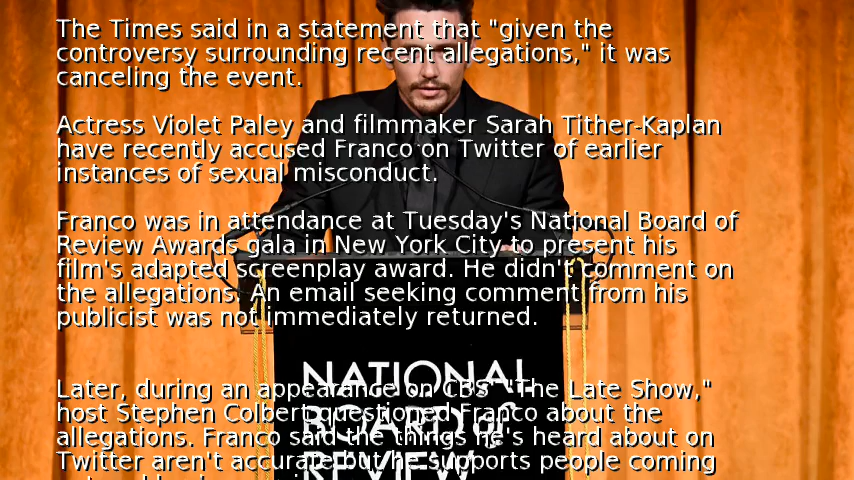 The Times said in a statement that "given the
controversy surrounding recent allegations," it was
canceling the event.
Actress Violet Paley and filmmaker Sarah Tither-Kaplan
have recently accused Franco on Twitter of earlier
instances of sexual misconduct.
Franco was in attendance at Tuesday's National Board of
Review Awards gala in New York City to present his
film's adapted screenplay award. He didn't comment on
the allegations. An email seeking comment from his
publicist was not immediately returned.
Later, during an appearance on CBS' "The Late Show,"
host Stephen Colbert questioned Franco about the
allegations. Franco said the things he's heard about on
Twitter aren't accurate but he supports people coming
NATIONAL
BOARD of
REVIEW